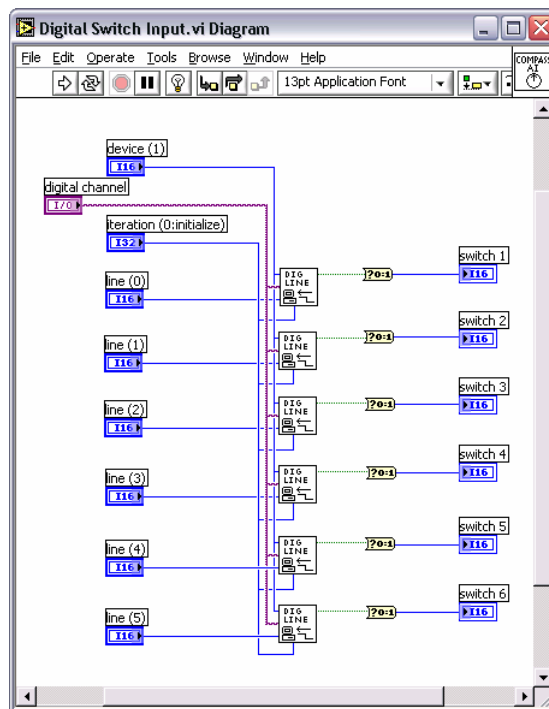 Digital Switch Input.vi Diagram
File Edit Operate Tools Browse Window Help
13pt Application Font
COMPASS
AI
device (1)
I16
digital channel
I/O
iteration (0:initialize)
I32
line (0)
I16
DIG
LINE
?0:1
switch 1
I16
line (1)
I16
DIG
LINE
?0:1
switch 2
I16
line (2)
I16
DIG
LINE
?0:1
switch 3
I16
line (3)
I16
DIG
LINE
?0:1
switch 4
I16
line (4)
I16
DIG
LINE
?0:1
switch 5
I16
line (5)
I16
DIG
LINE
?0:1
switch 6
I16